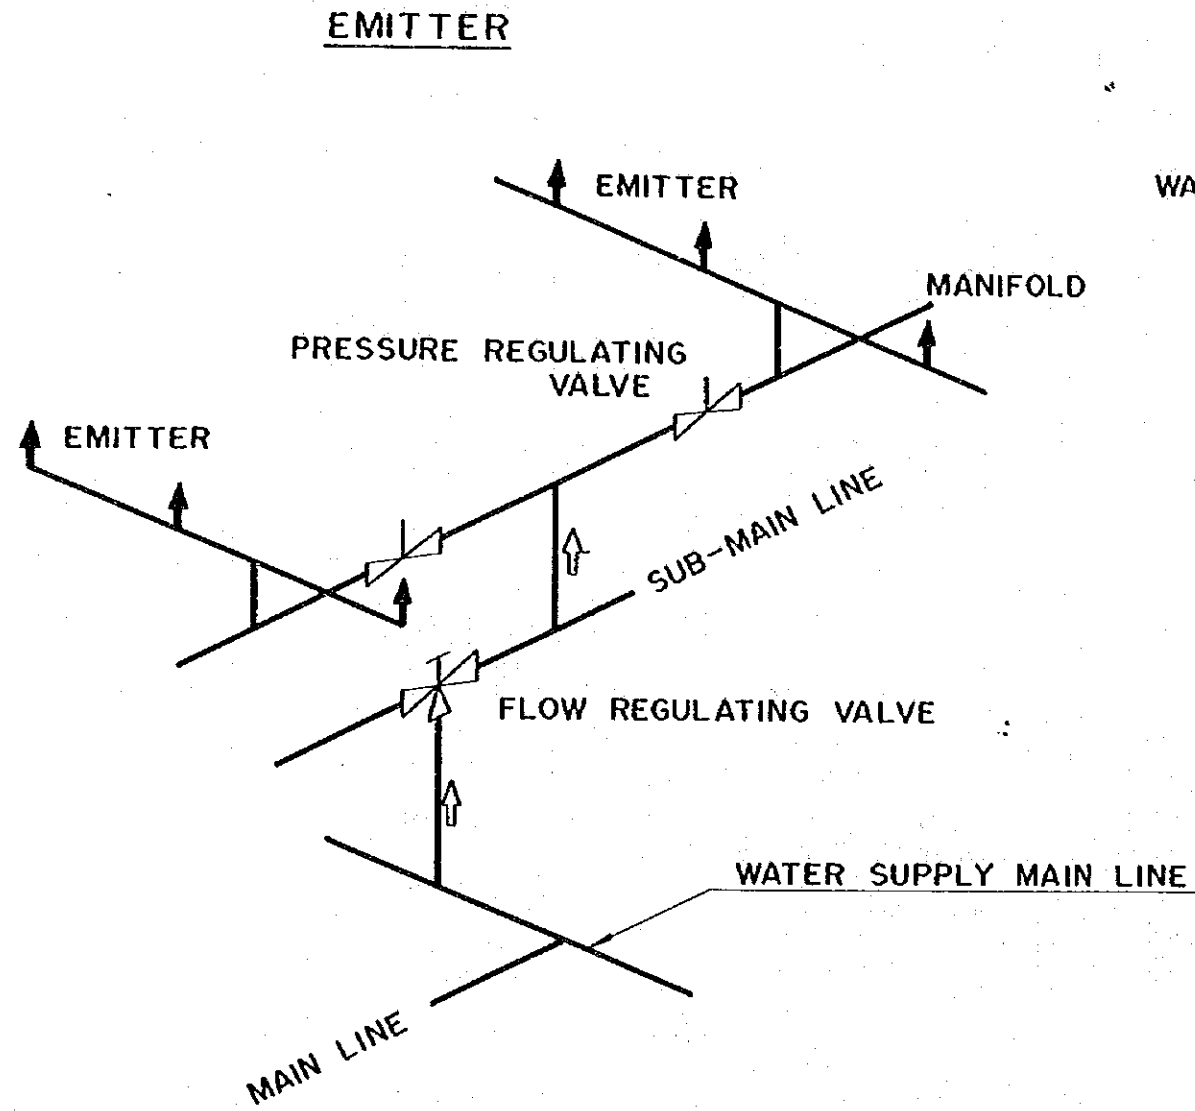 EMITTER
EMITTER
WA
MANIFOLD
PRESSURE REGULATING
VALVE
EMITTER
SUB-MAIN LINE
FLOW REGULATING VALVE
WATER SUPPLY MAIN LINE
MAIN LINE